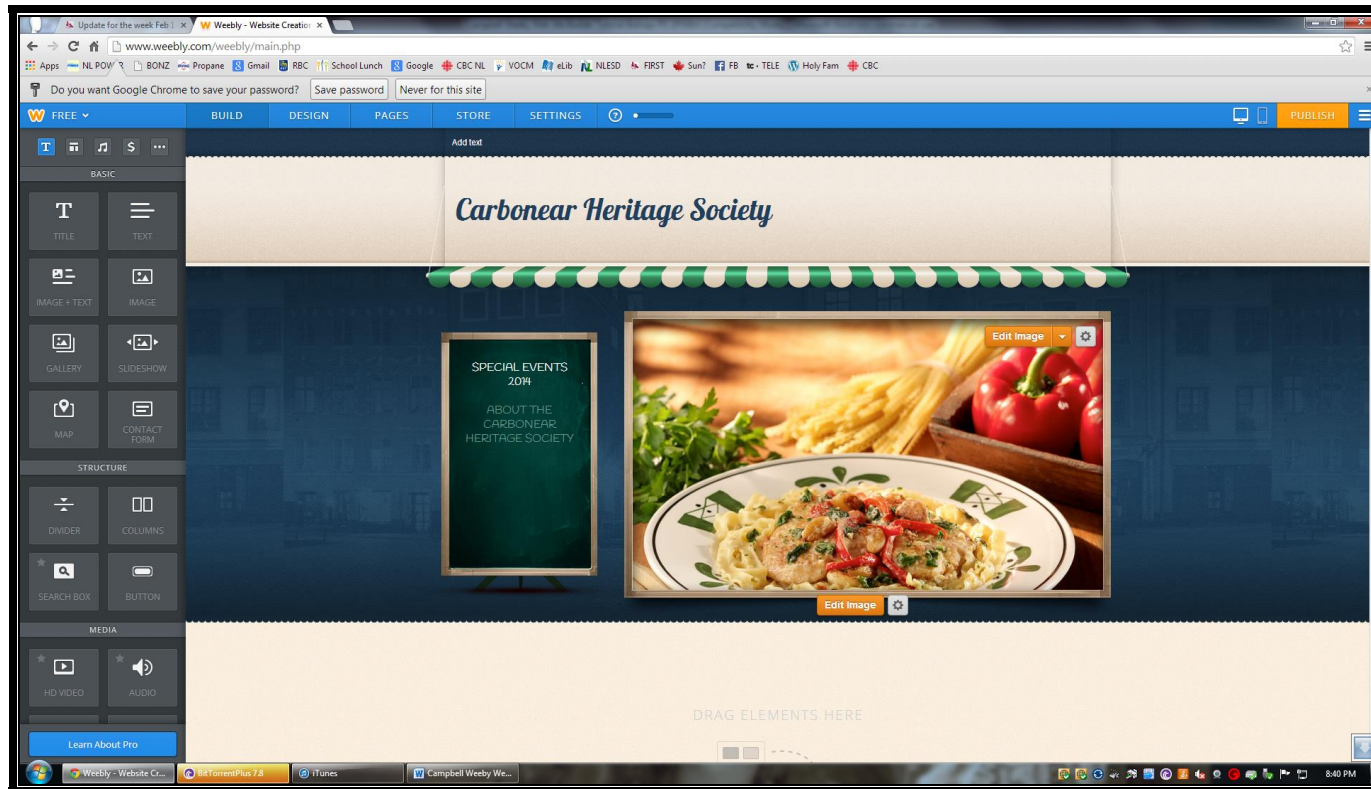 Update for the week Feb 1
Weebly - Website Creation
www.weebly.com/weebly/main.php
Apps NL POWER BONZ Propane Gmail RBC School Lunch Google CBC NL VOCM eLib NLESD FIRST Sun? FB TELE Holy Fam CBC
Do you want Google Chrome to save your password? Save password Never for this site
FREE BUILD DESIGN PAGES STORE SETTINGS PUBLISH
Add text
BASIC
Carbonear Heritage Society
TITLE TEXT
IMAGE + TEXT IMAGE
GALLERY SLIDESHOW
MAP CONTACT FORM
STRUCTURE
DIVIDER COLUMNS
SEARCH BOX BUTTON
MEDIA
HD VIDEO AUDIO
Learn About Pro
Edit Image
SPECIAL EVENTS
2014
ABOUT THE
CARBONEAR
HERITAGE SOCIETY
Edit Image
DRAG ELEMENTS HERE
Weebly - Website Cr... BitTorrentPlus 7.8 iTunes Campbell Weeby We... 8:40 PM